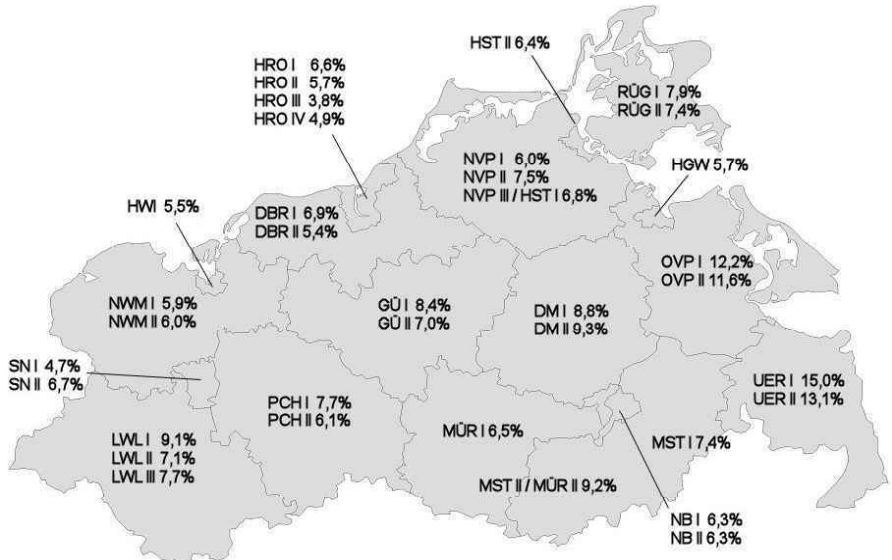 HST II 6,4%
HRO I 6,6%
HRO II 5,7%
HRO III 3,8%
HRO IV 4,9%
RÜG I 7,9%
RÜG II 7,4%
NVP I 6,0%
NVP II 7,5%
NVP III / HST I 6,8%
HGW 5,7%
HWI 5,5%
DBR I 6,9%
DBR II 5,4%
OVP I 12,2%
OVP II 11,6%
NWM I 5,9%
NWM II 6,0%
GÜ I 8,4%
GÜ II 7,0%
DM I 8,8%
DM II 9,3%
SN I 4,7%
SN II 6,7%
UER I 15,0%
UER II 13,1%
PCH I 7,7%
PCH II 6,1%
MÜR I 6,5%
MST I 7,4%
LWL I 9,1%
LWL II 7,1%
LWL III 7,7%
MST II / MÜR II 9,2%
NB I 6,3%
NB II 6,3%